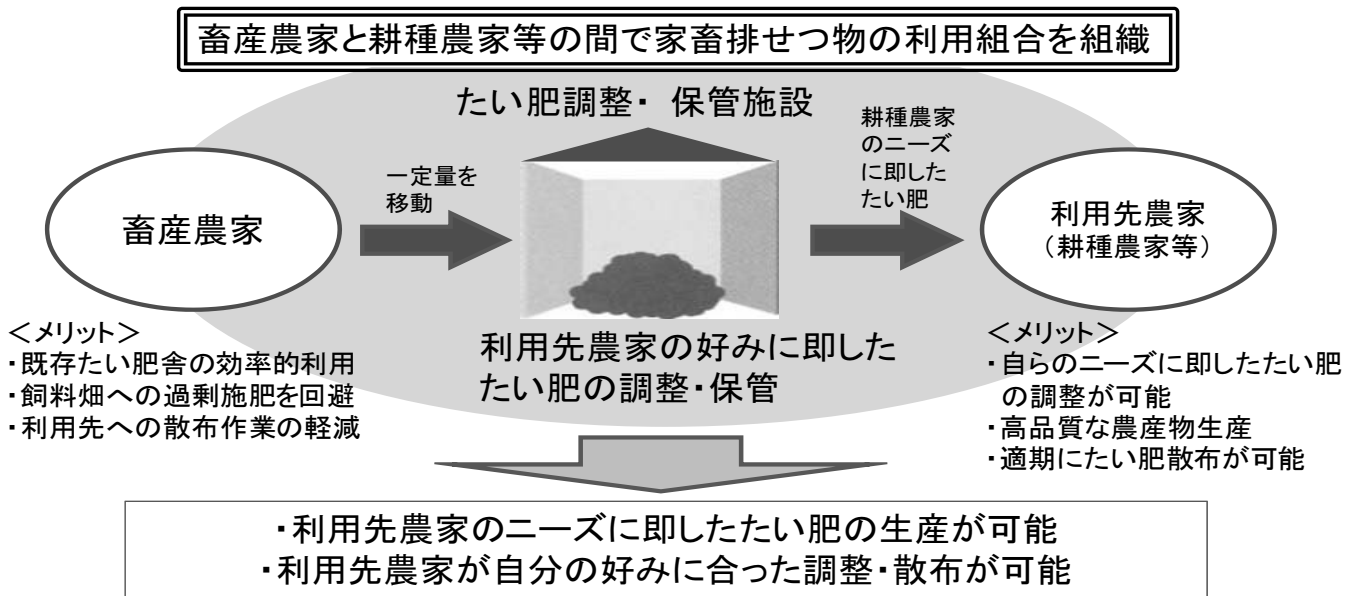 畜産農家と耕種農家等の間で家畜排せつ物の利用組合を組織
たい肥調整・ 保管施設
畜産農家
一定量を
移動
耕種農家
のニーズ
に即した
たい肥
利用先農家
（耕種農家等）
利用先農家の好みに即した
たい肥の調整・保管
＜メリット＞
・既存たい肥舎の効率的利用
・飼料畑への過剰施肥を回避
・利用先への散布作業の軽減
＜メリット＞
・自らのニーズに即したたい肥
の調整が可能
・高品質な農産物生産
・適期にたい肥散布が可能
・利用先農家のニーズに即したたい肥の生産が可能
・利用先農家が自分の好みに合った調整・散布が可能